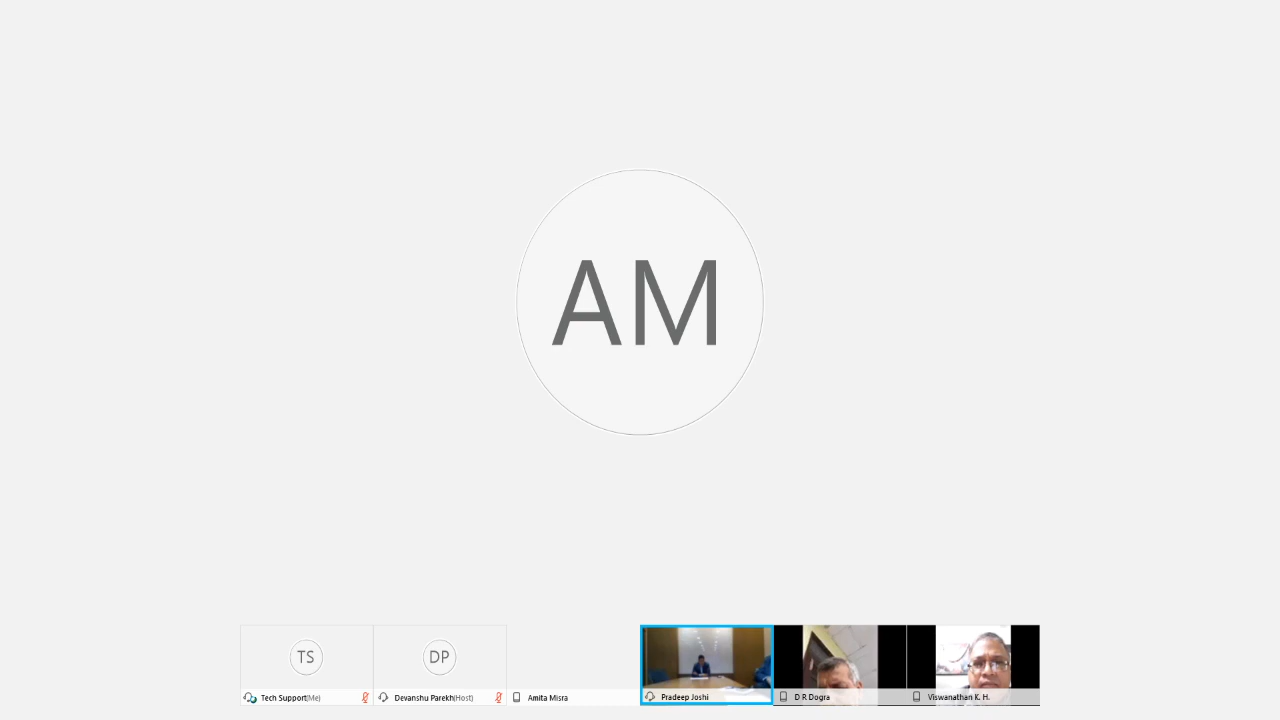 AM
TS
DP
Tech Support(Me)
Devanshu Parekh(Host)
Amita Misra
Pradeep Joshi
D R Dogra
Viswanathan K. H.